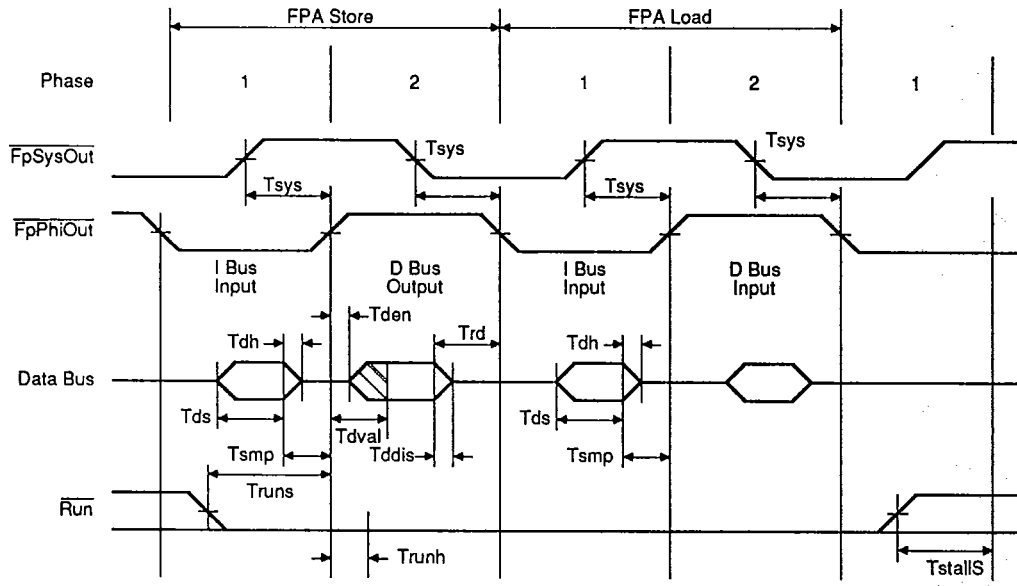 FPA Store FPA Load
Phase 1 2 1 2 1
FpSysOut Tsys Tsys
Tsys Tsys
FpPhiOut
I Bus Input D Bus Output I Bus Input D Bus Input
Tden
Tdh Trd Tdh
Data Bus
Tds Tdval Tds
Tsmp Tddis Tsmp
Truns
Run
Trunh TstallS